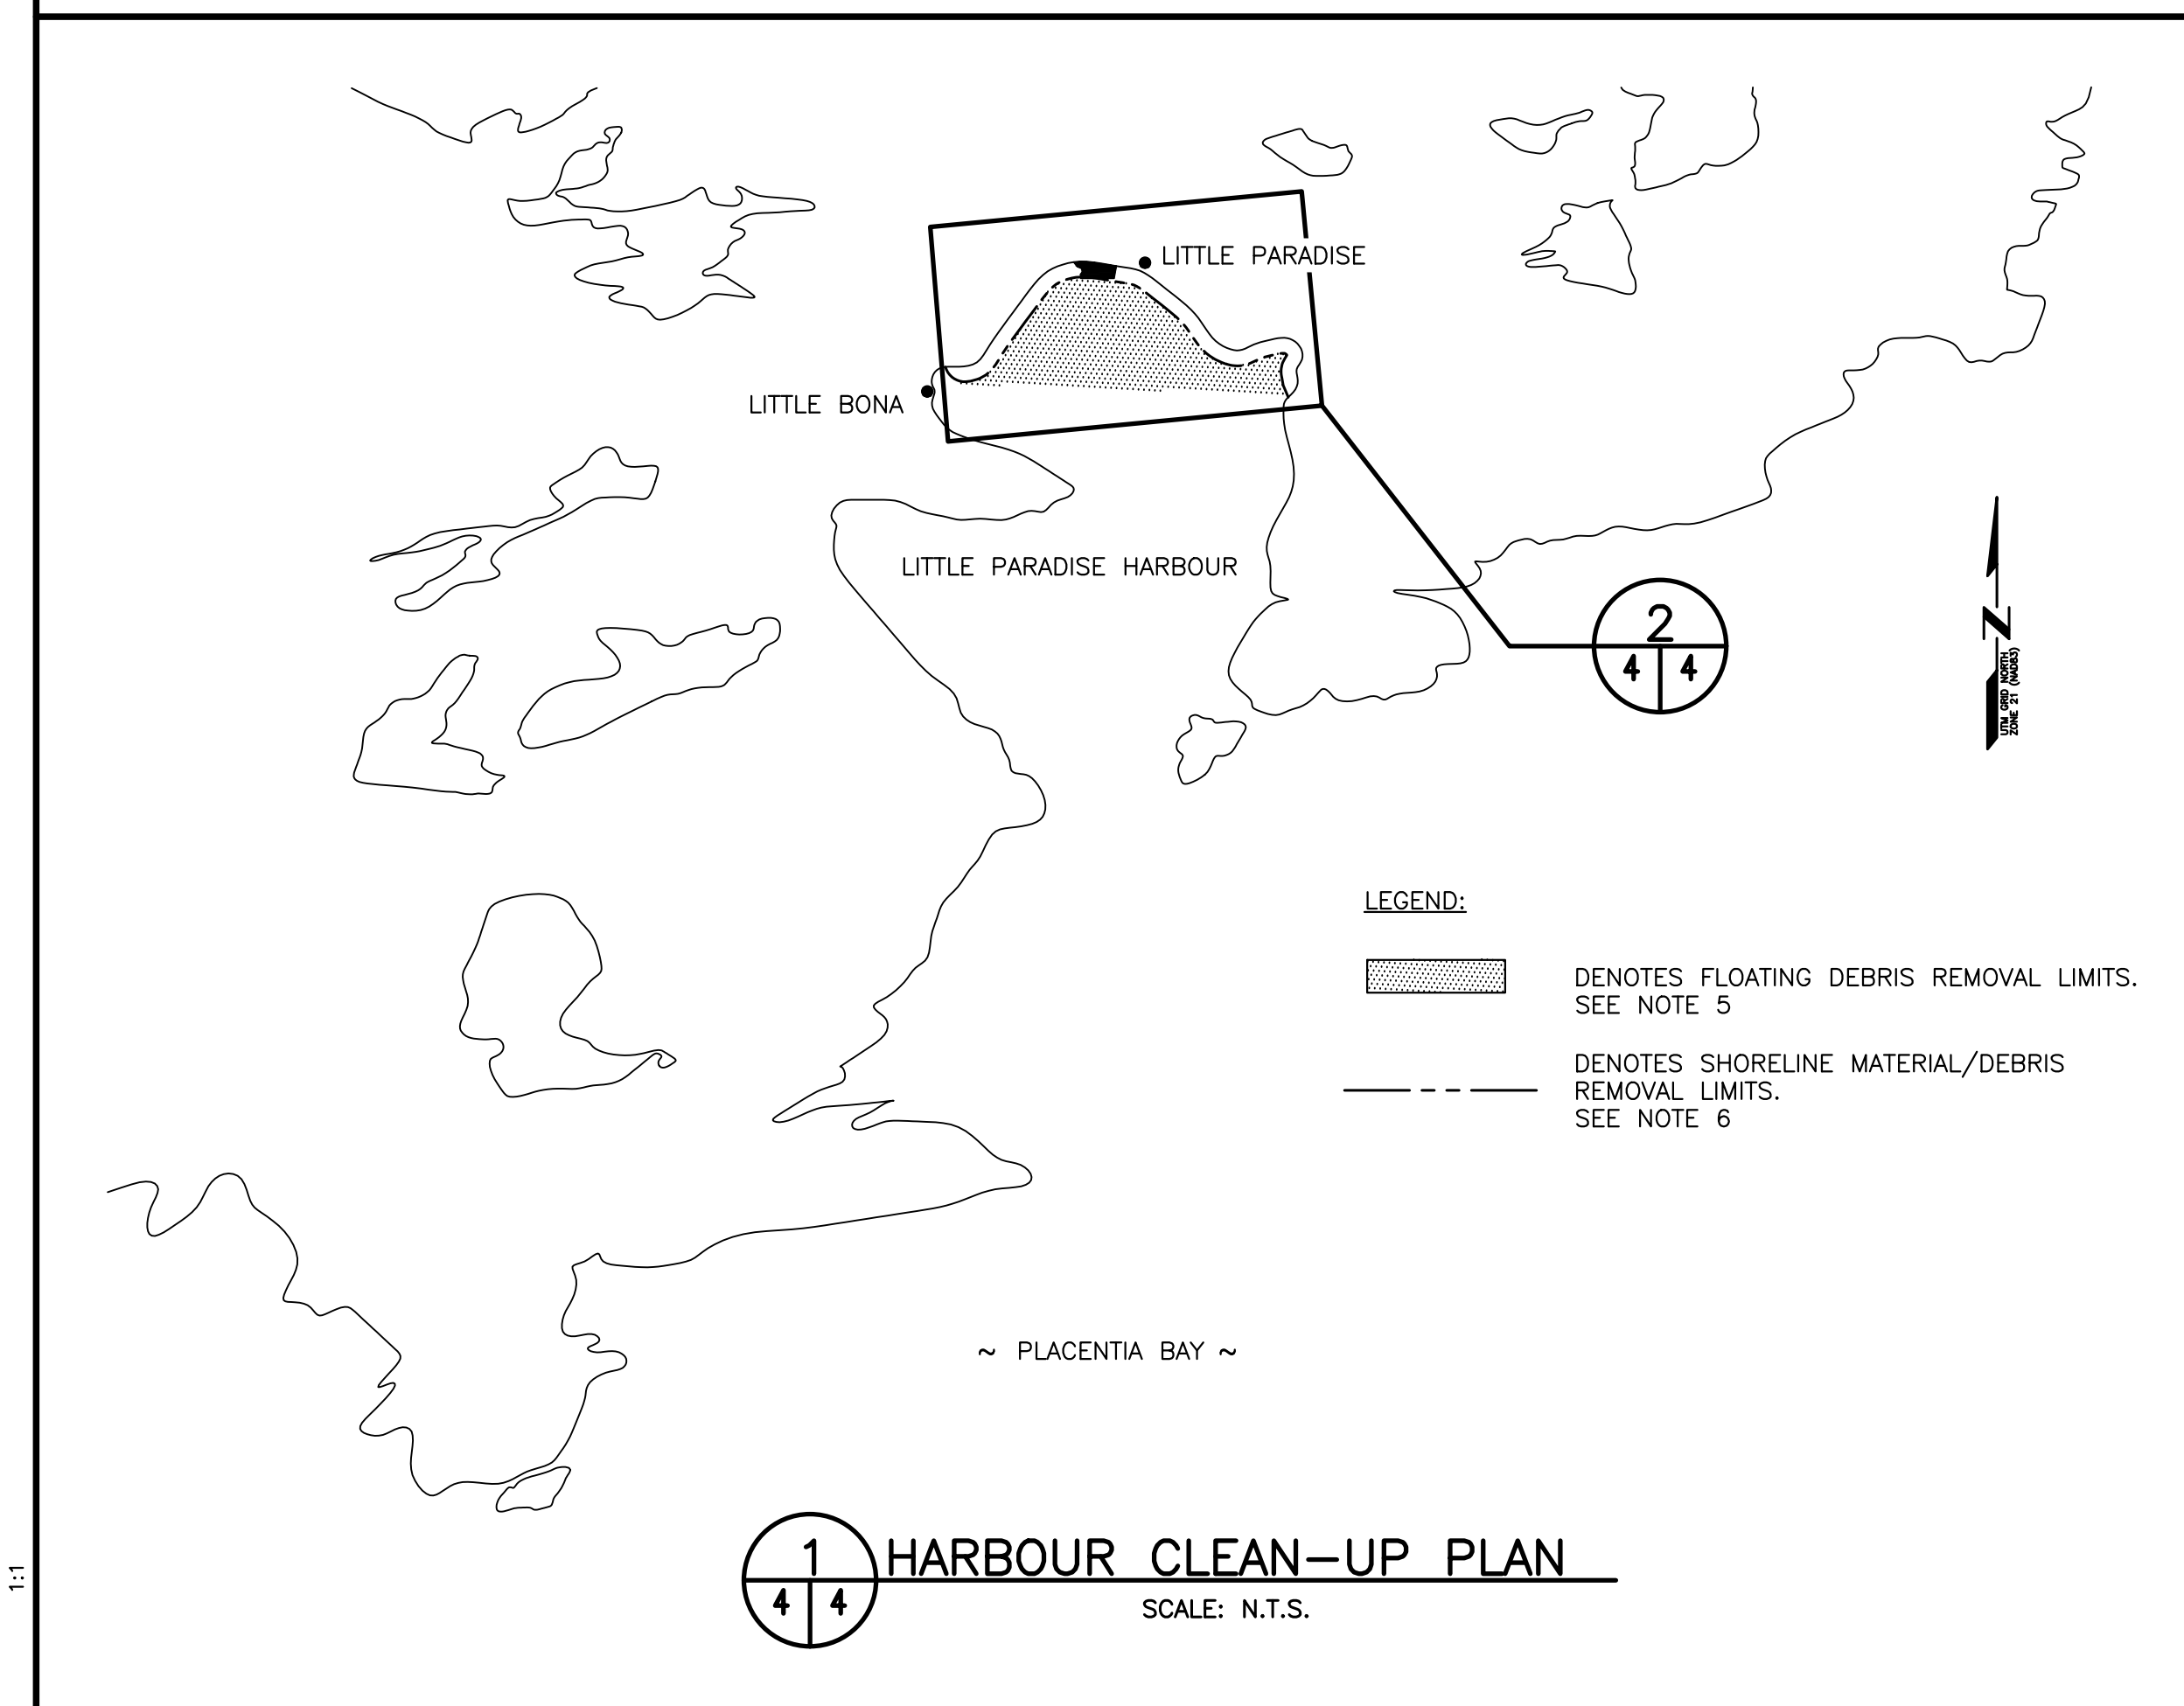 LITTLE PARADISE
LITTLE BONA
LITTLE PARADISE HARBOUR
2
4 4
N
UTM GRID NORTH
ZONE 21 (NAD83)
LEGEND:
DENOTES FLOATING DEBRIS REMOVAL LIMITS.
SEE NOTE 5
DENOTES SHORELINE MATERIAL/DEBRIS
REMOVAL LIMITS.
SEE NOTE 6
~ PLACENTIA BAY ~
1:1
1
4 4
HARBOUR CLEAN-UP PLAN
SCALE: N.T.S.